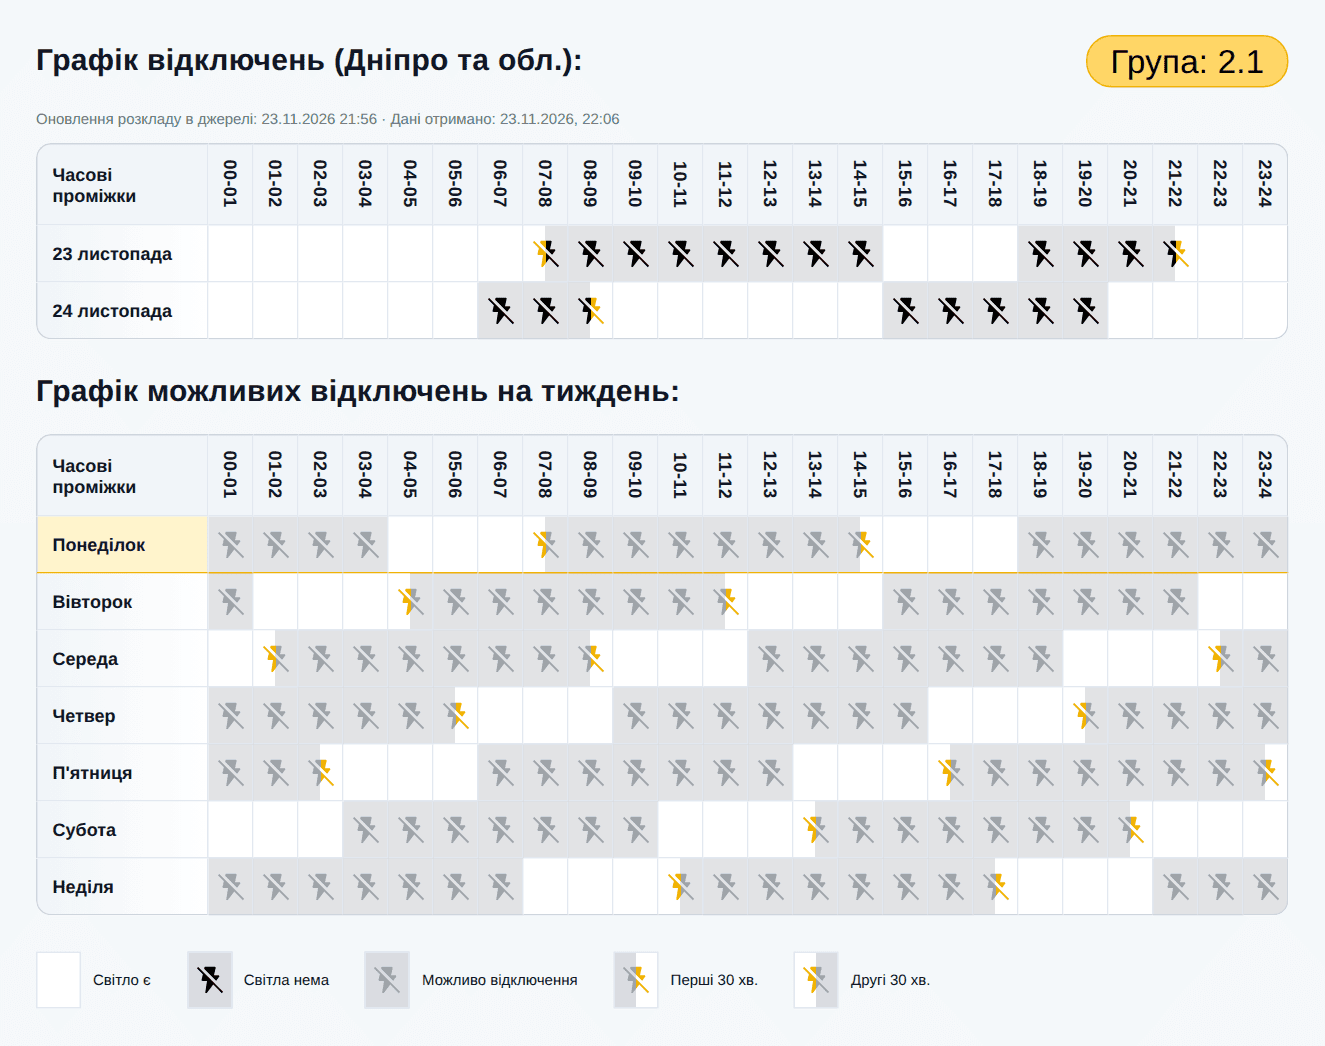 Графік відключень (Дніпро та обл.):
Група: 2.1
Оновлення розкладу в джерелі: 23.11.2026 21:56 · Дані отримано: 23.11.2026, 22:06
Часові
проміжки
00-01 01-02 02-03 03-04 04-05 05-06 06-07 07-08 08-09 09-10 10-11 11-12 12-13 13-14 14-15 15-16 16-17 17-18 18-19 19-20 20-21 21-22 22-23 23-24
23 листопада
24 листопада
Графік можливих відключень на тиждень:
Часові
проміжки
00-01 01-02 02-03 03-04 04-05 05-06 06-07 07-08 08-09 09-10 10-11 11-12 12-13 13-14 14-15 15-16 16-17 17-18 18-19 19-20 20-21 21-22 22-23 23-24
Понеділок
Вівторок
Середа
Четвер
П'ятниця
Субота
Неділя
Світло є
Світла нема
Можливо відключення
Перші 30 хв.
Другі 30 хв.